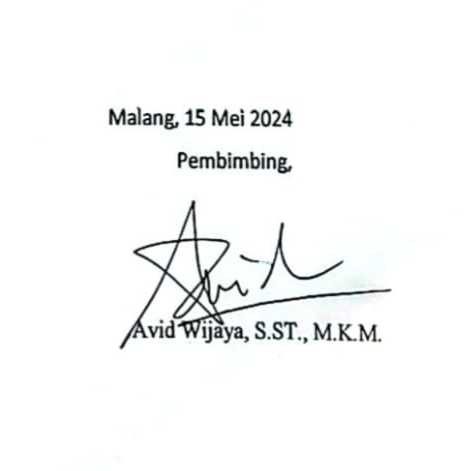 Malang, 15 Mei 2024
Pembimbing,
Avid Wijaya, S.ST., M.K.M.